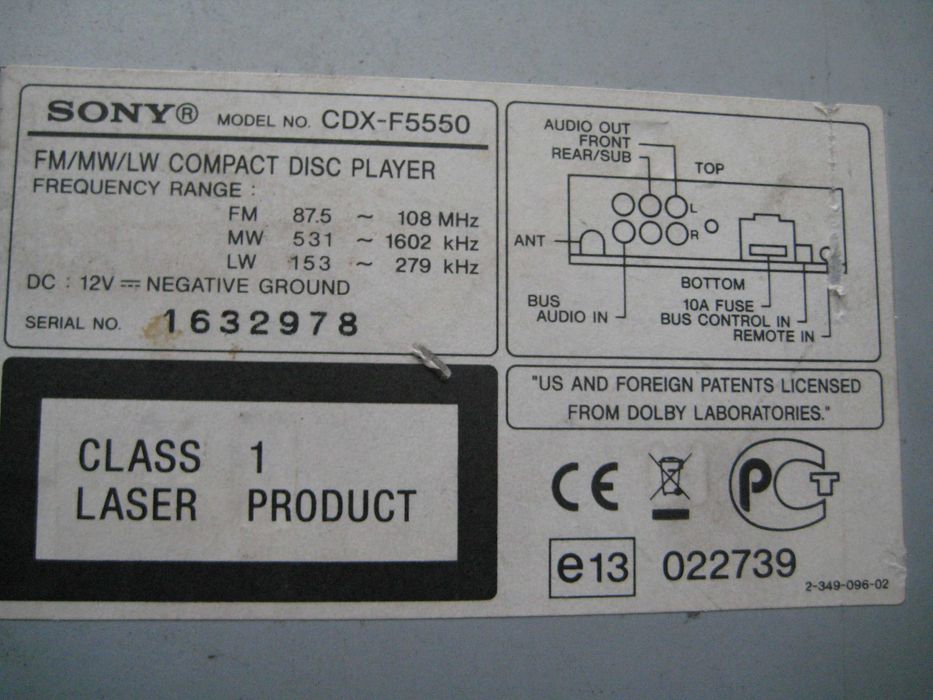 SONY® MODEL NO. CDX-F5550
FM/MW/LW COMPACT DISC PLAYER
FREQUENCY RANGE :
FM 87.5 ~ 108 MHz
MW 531 ~ 1602 kHz
LW 153 ~ 279 kHz
DC : 12V ⎓ NEGATIVE GROUND
SERIAL NO. 1632978
AUDIO OUT
FRONT
REAR/SUB
TOP
L
R
ANT
BOTTOM
BUS
AUDIO IN
10A FUSE
BUS CONTROL IN
REMOTE IN
CLASS 1
LASER PRODUCT
"US AND FOREIGN PATENTS LICENSED
FROM DOLBY LABORATORIES."
CE
PCT
e13 022739
2-349-096-02